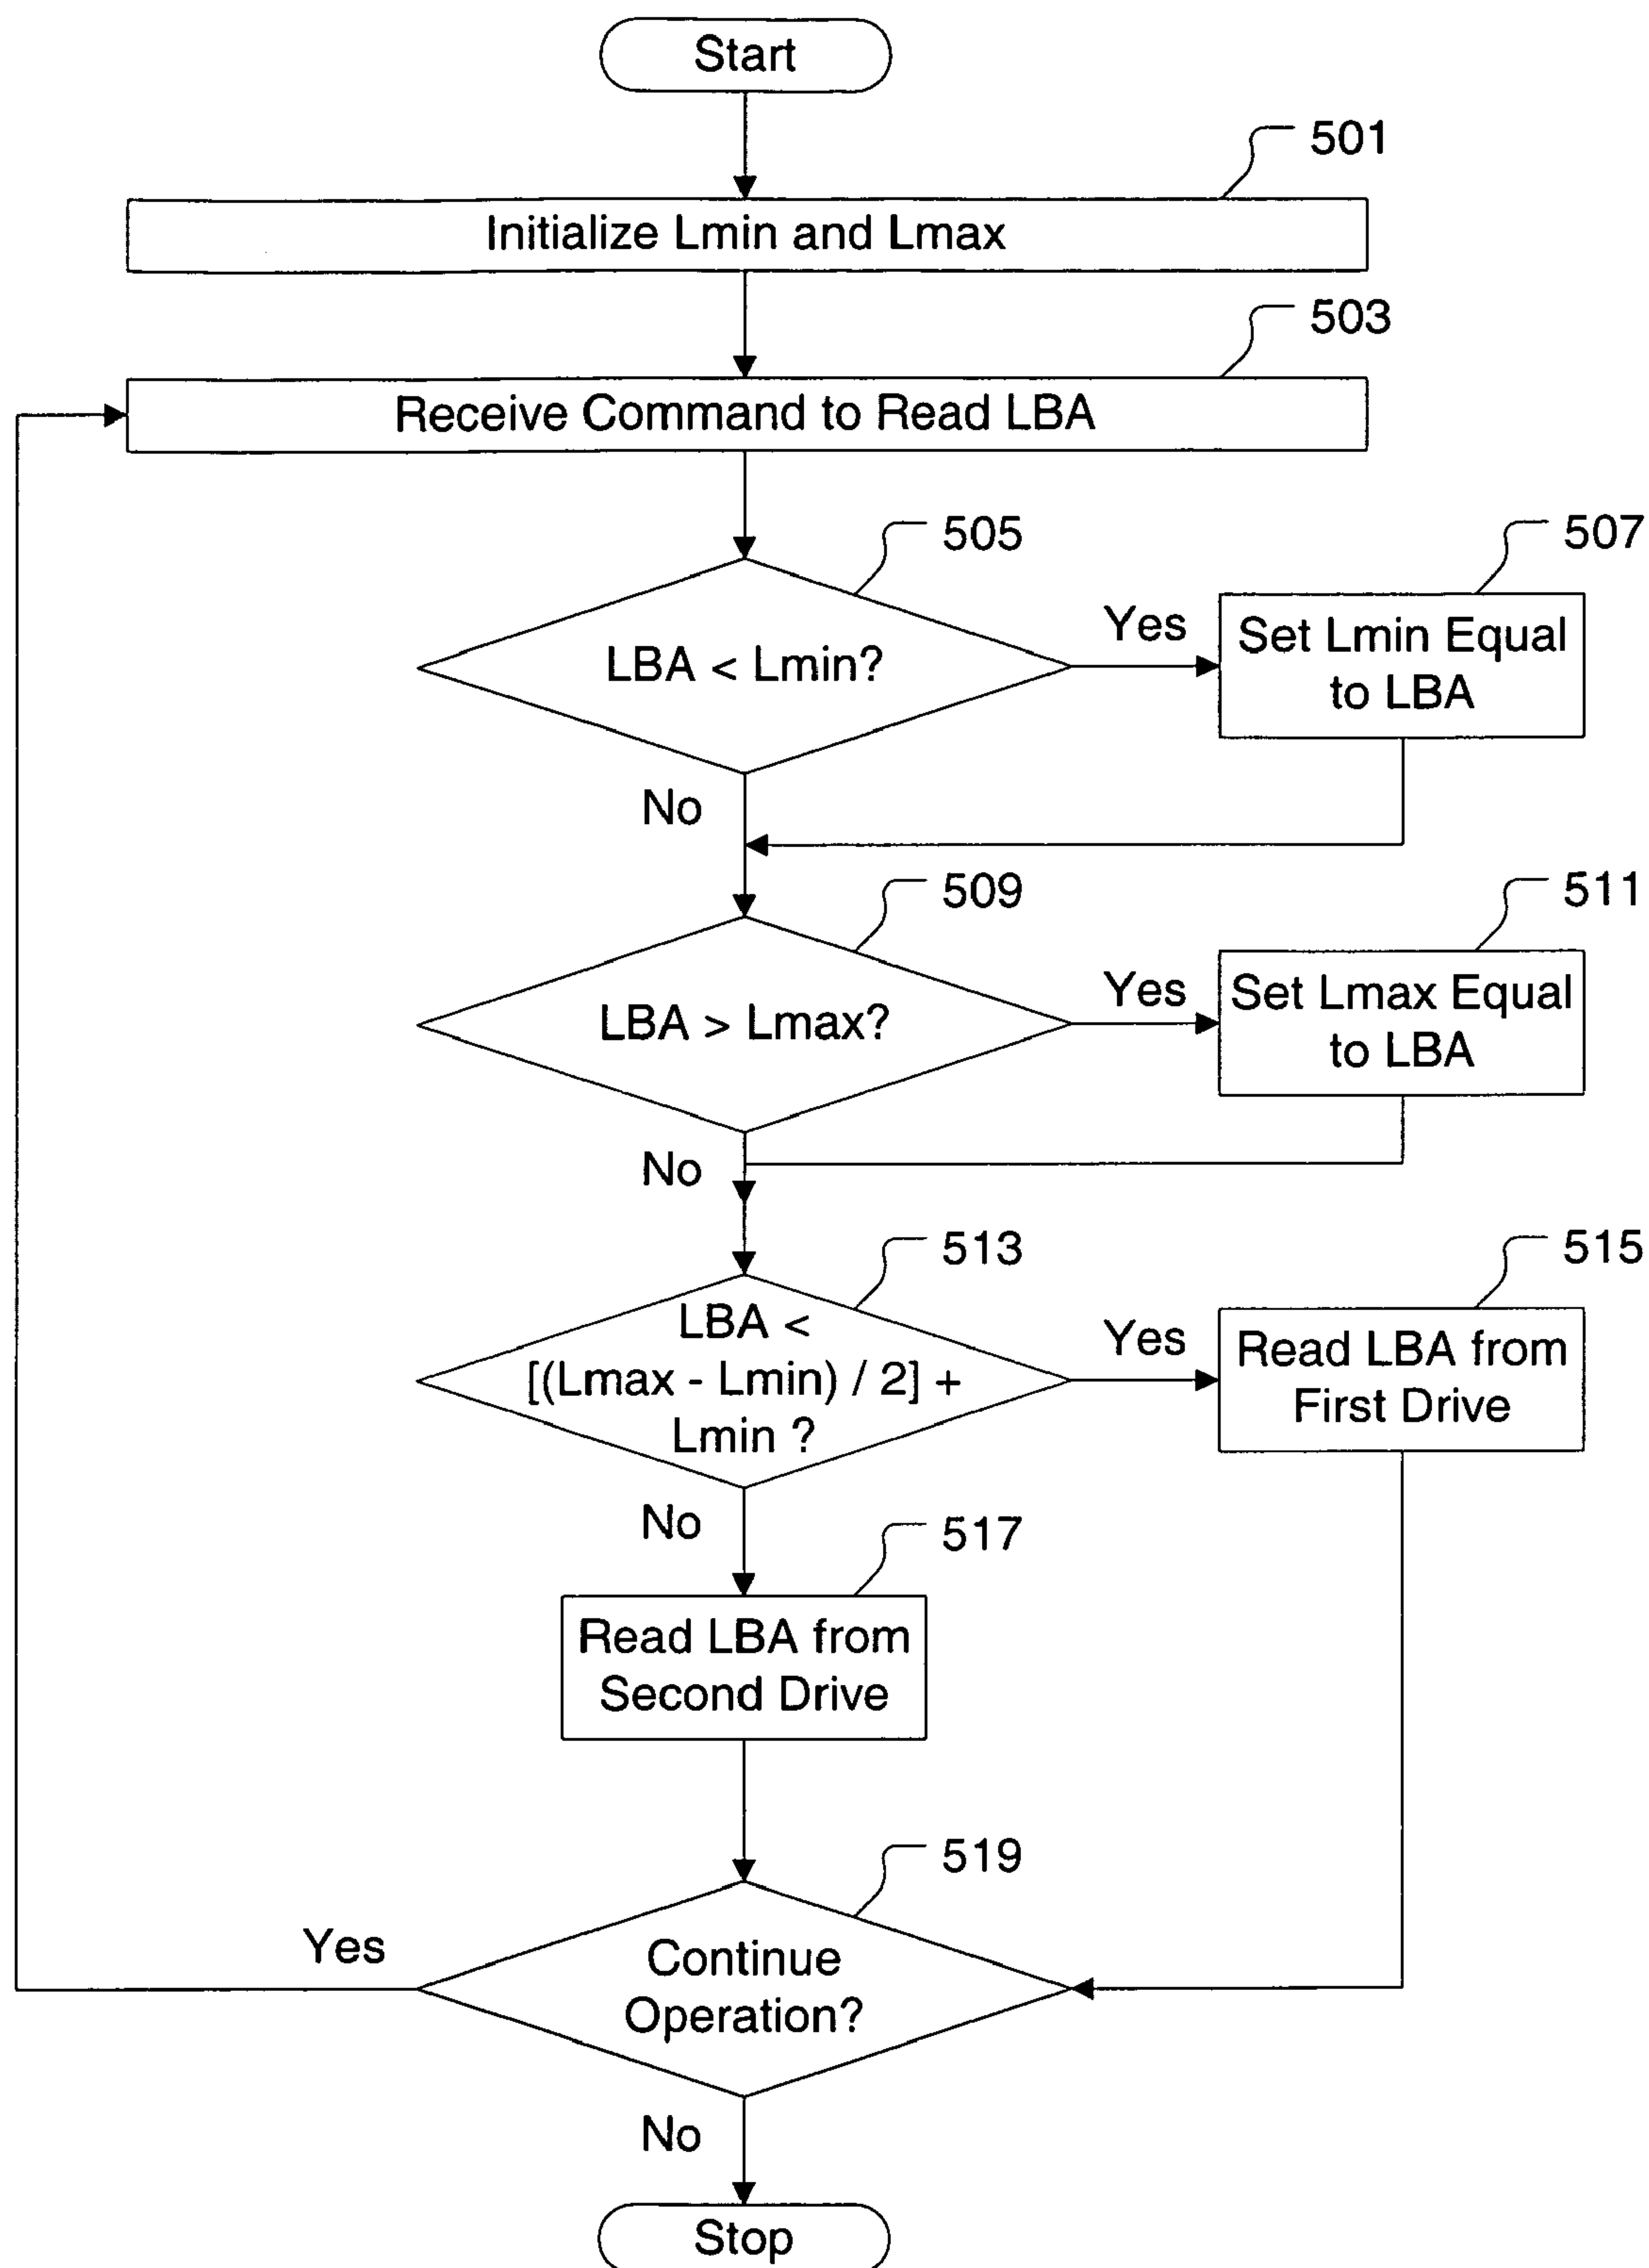 Start
501
Initialize Lmin and Lmax
503
Receive Command to Read LBA
505
507
LBA < Lmin?
Yes
Set Lmin Equal
to LBA
No
509
511
LBA > Lmax?
Yes
Set Lmax Equal
to LBA
No
513
515
LBA <
[(Lmax - Lmin) / 2] +
Lmin ?
Yes
Read LBA from
First Drive
No
517
Read LBA from
Second Drive
519
Yes
Continue
Operation?
No
Stop